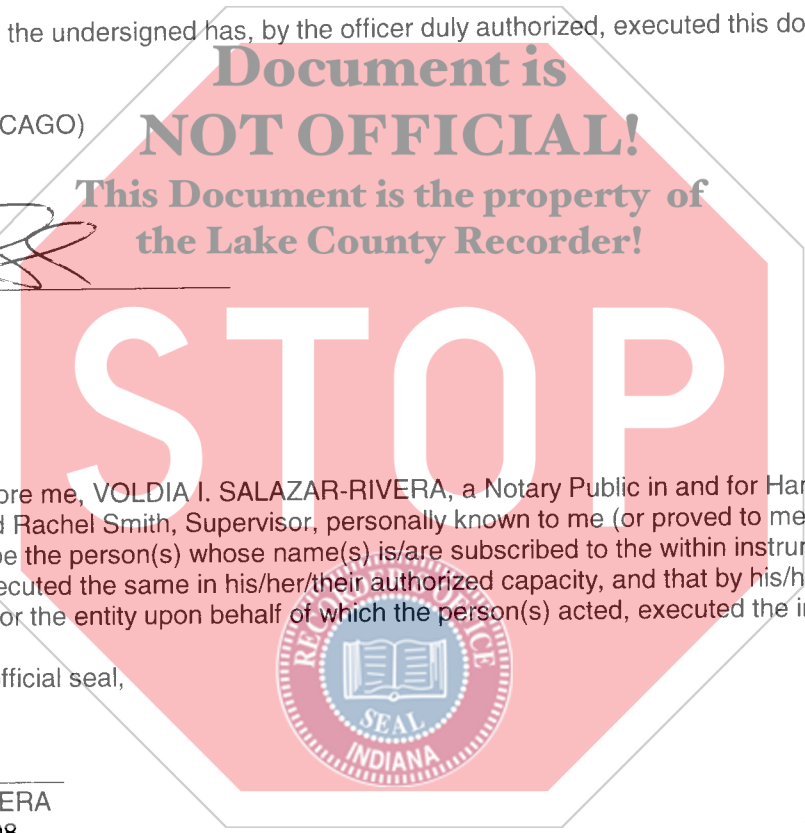 the undersigned has, by the officer duly authorized, executed this do
Document is
NOT OFFICIAL!
CAGO)
This Document is the property of
the Lake County Recorder!
STOP
ore me, VOLDIA I. SALAZAR-RIVERA, a Notary Public in and for Har
d Rachel Smith, Supervisor, personally known to me (or proved to me
be the person(s) whose name(s) is/are subscribed to the within instru
ecuted the same in his/her/their authorized capacity, and that by his/h
or the entity upon behalf of which the person(s) acted, executed the i
RECORDER'S OFFICE
fficial seal,
SEAL
INDIANA
ERA